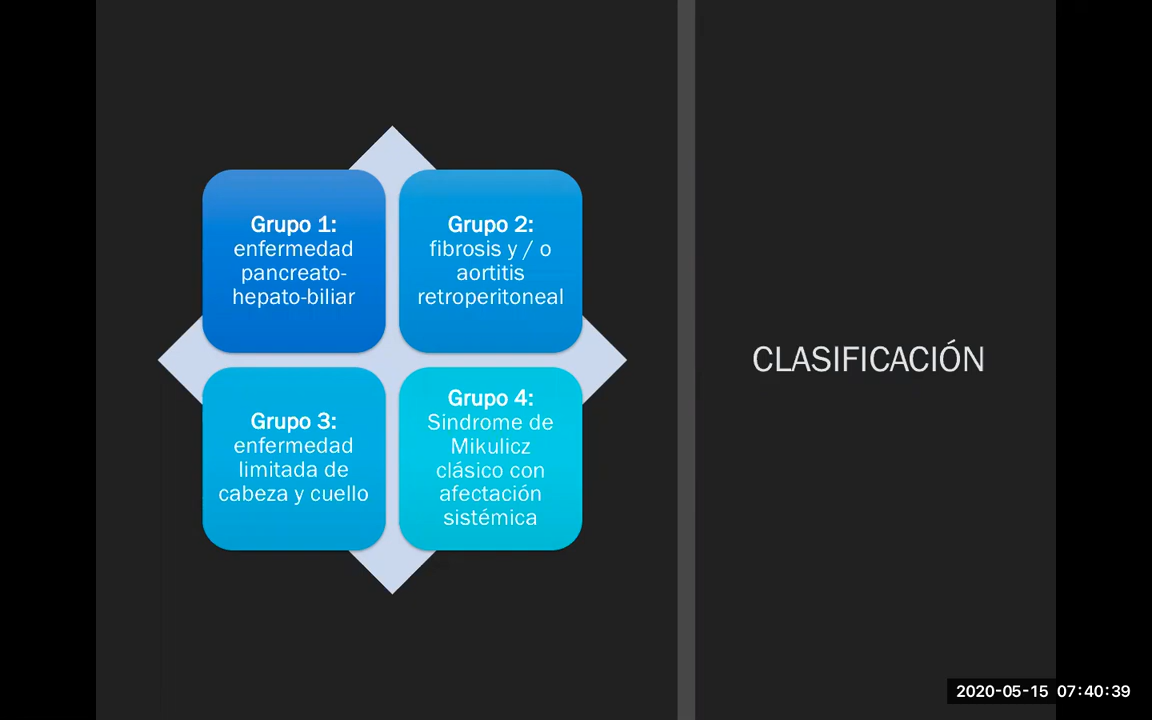 Grupo 1:
enfermedad
pancreato-
hepato-biliar
Grupo 2:
fibrosis y / o
aortitis
retroperitoneal
Grupo 3:
enfermedad
limitada de
cabeza y cuello
Grupo 4:
Sindrome de
Mikulicz
clásico con
afectación
sistémica
CLASIFICACIÓN
2020-05-15 07:40:39